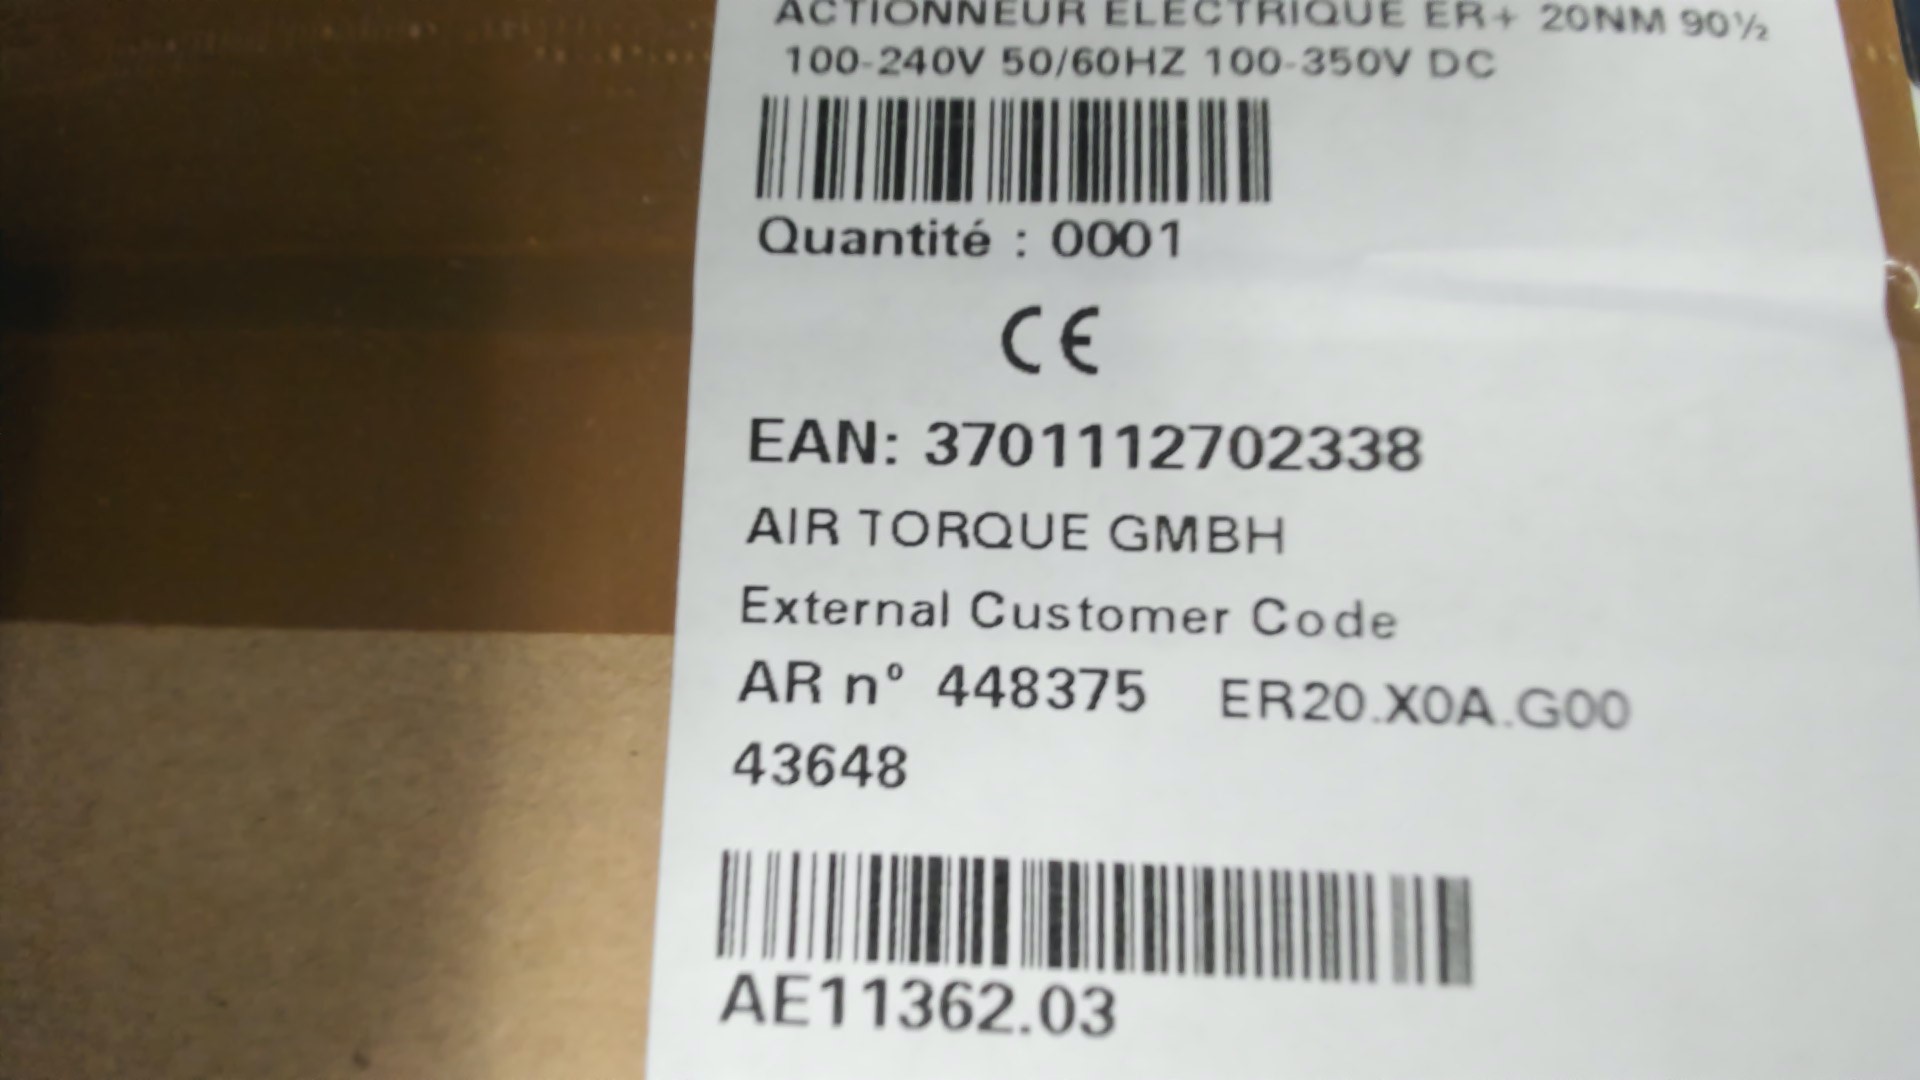 ACTIONNEUR ELECTRIQUE ER+ 20NM 90½
100-240V 50/60HZ 100-350V DC
Quantité : 0001
CE
EAN: 3701112702338
AIR TORQUE GMBH
External Customer Code
AR n° 448375 ER20.X0A.G00
43648
AE11362.03